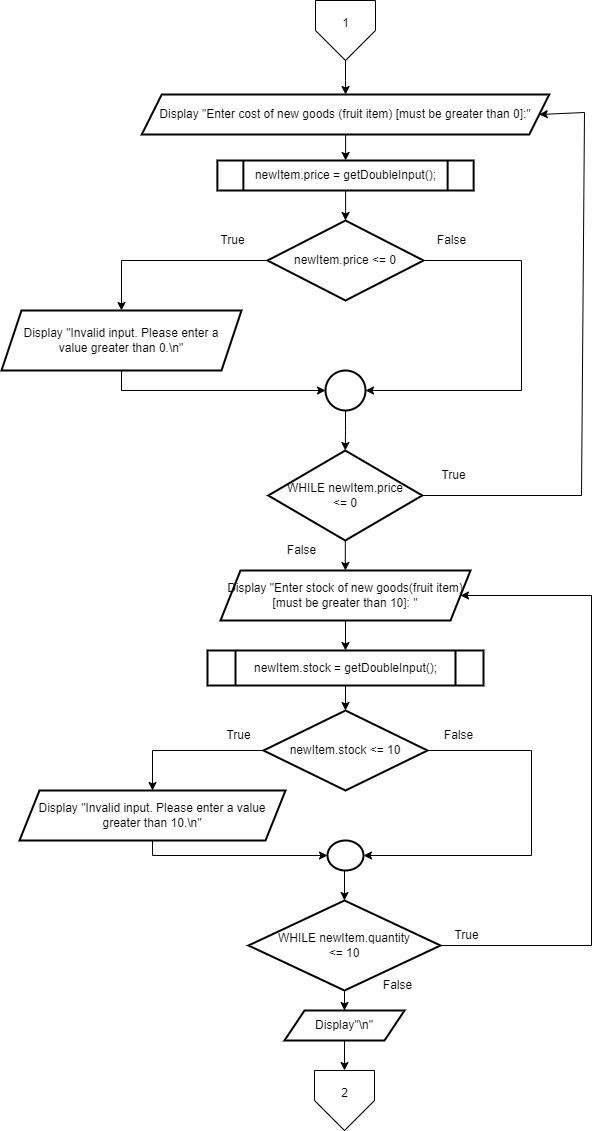 1
Display "Enter cost of new goods (fruit item) [must be greater than 0]:"
newItem.price = getDoubleInput();
True
False
newItem.price <= 0
Display "Invalid input. Please enter a
value greater than 0.\n"
WHILE newItem.price
<= 0
True
False
Display "Enter stock of new goods(fruit item)
[must be greater than 10]: "
newItem.stock = getDoubleInput();
True
False
newItem.stock <= 10
Display "Invalid input. Please enter a value
greater than 10.\n"
WHILE newItem.quantity
<= 10
True
False
Display"\n"
2